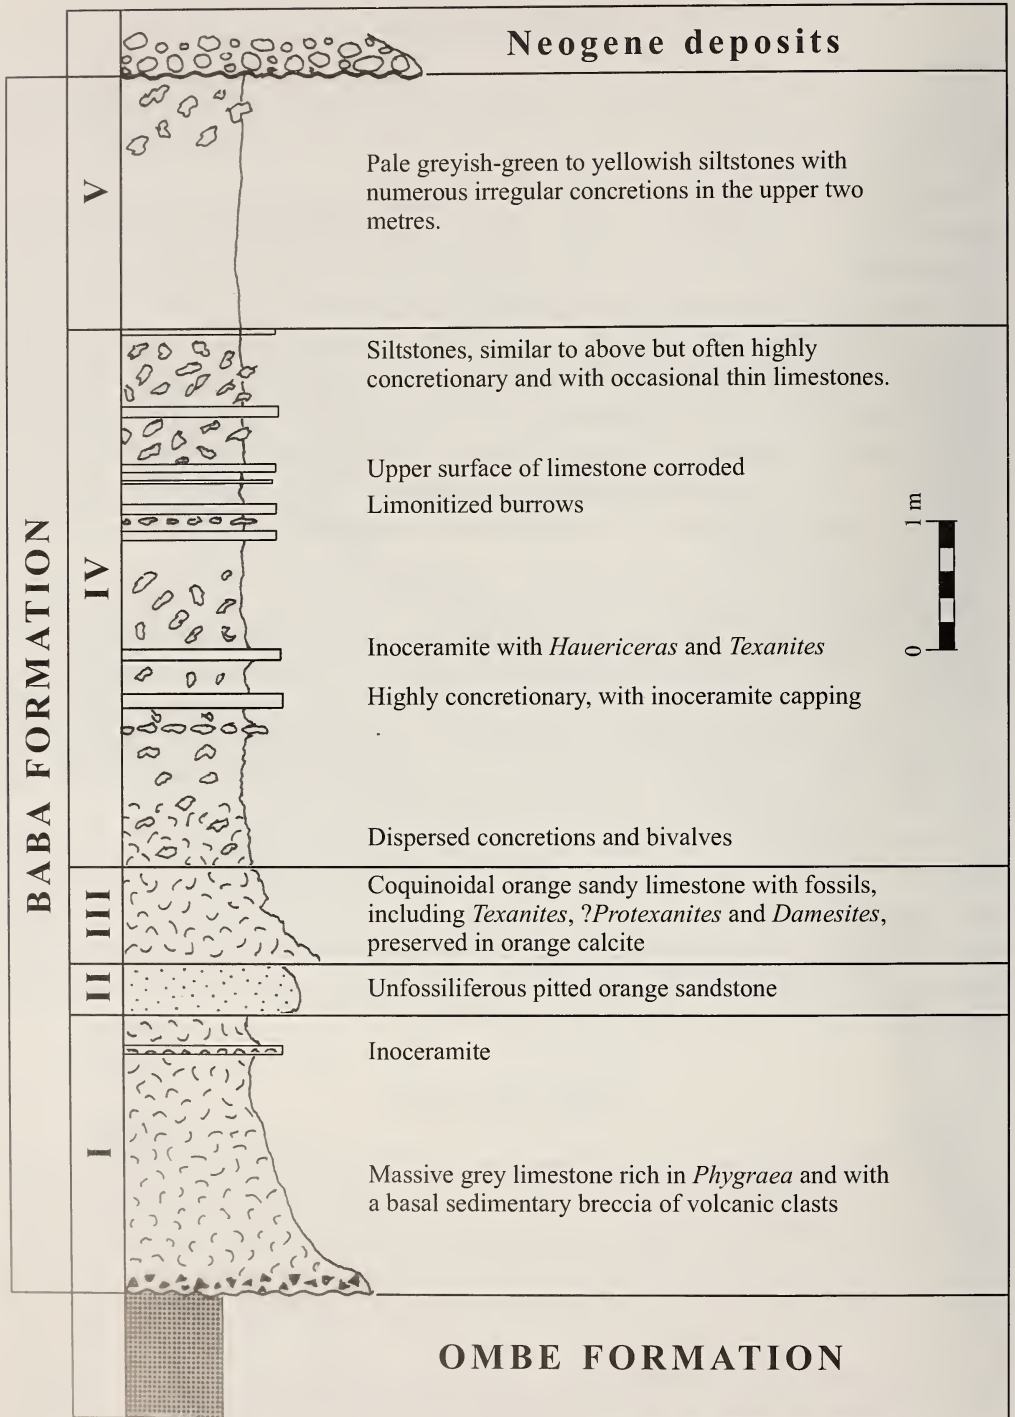 Neogene deposits
V
Pale greyish-green to yellowish siltstones with
numerous irregular concretions in the upper two
metres.
BABA FORMATION
IV
Siltstones, similar to above but often highly
concretionary and with occasional thin limestones.
Upper surface of limestone corroded
Limonitized burrows
1 m
0
Inoceramite with Hauericeras and Texanites
Highly concretionary, with inoceramite capping
Dispersed concretions and bivalves
III
Coquinoidal orange sandy limestone with fossils,
including Texanites, ?Protexanites and Damesites,
preserved in orange calcite
II
Unfossiliferous pitted orange sandstone
I
Inoceramite
Massive grey limestone rich in Phygraea and with
a basal sedimentary breccia of volcanic clasts
OMBE FORMATION